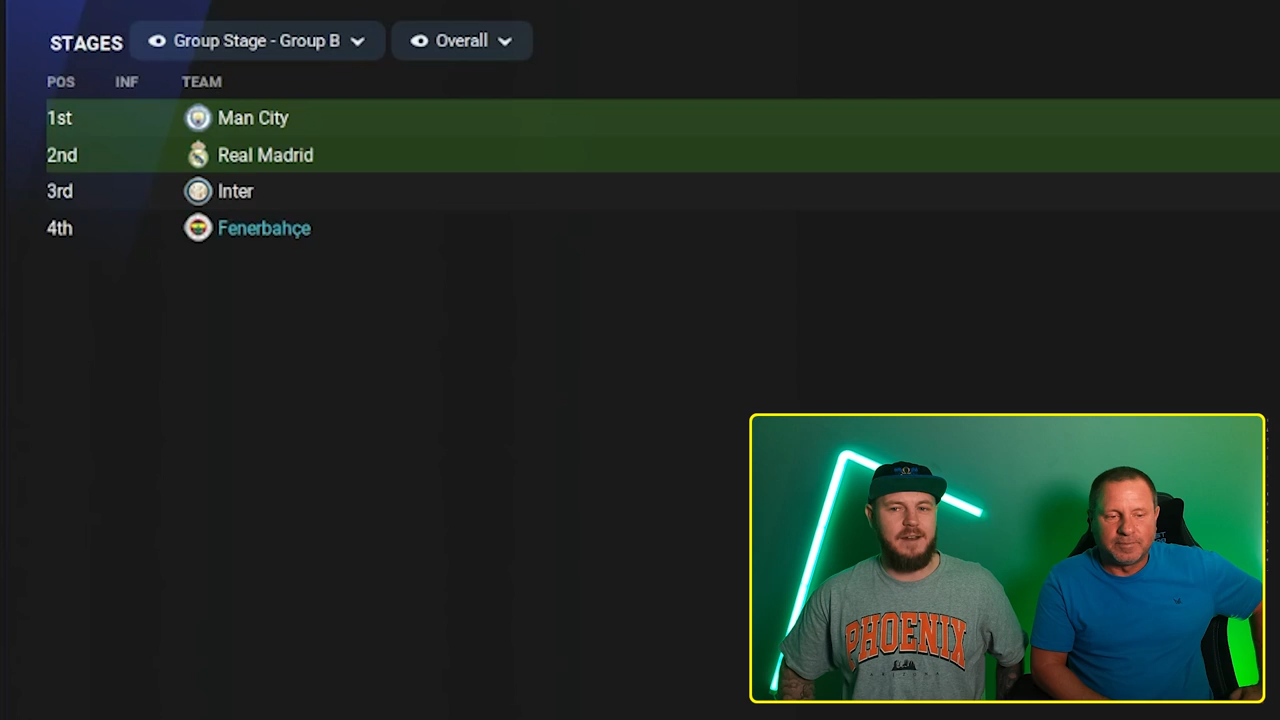 STAGES Group Stage - Group B Overall
POS INF TEAM
1st Man City
2nd Real Madrid
3rd Inter
4th Fenerbahçe
PHOENIX